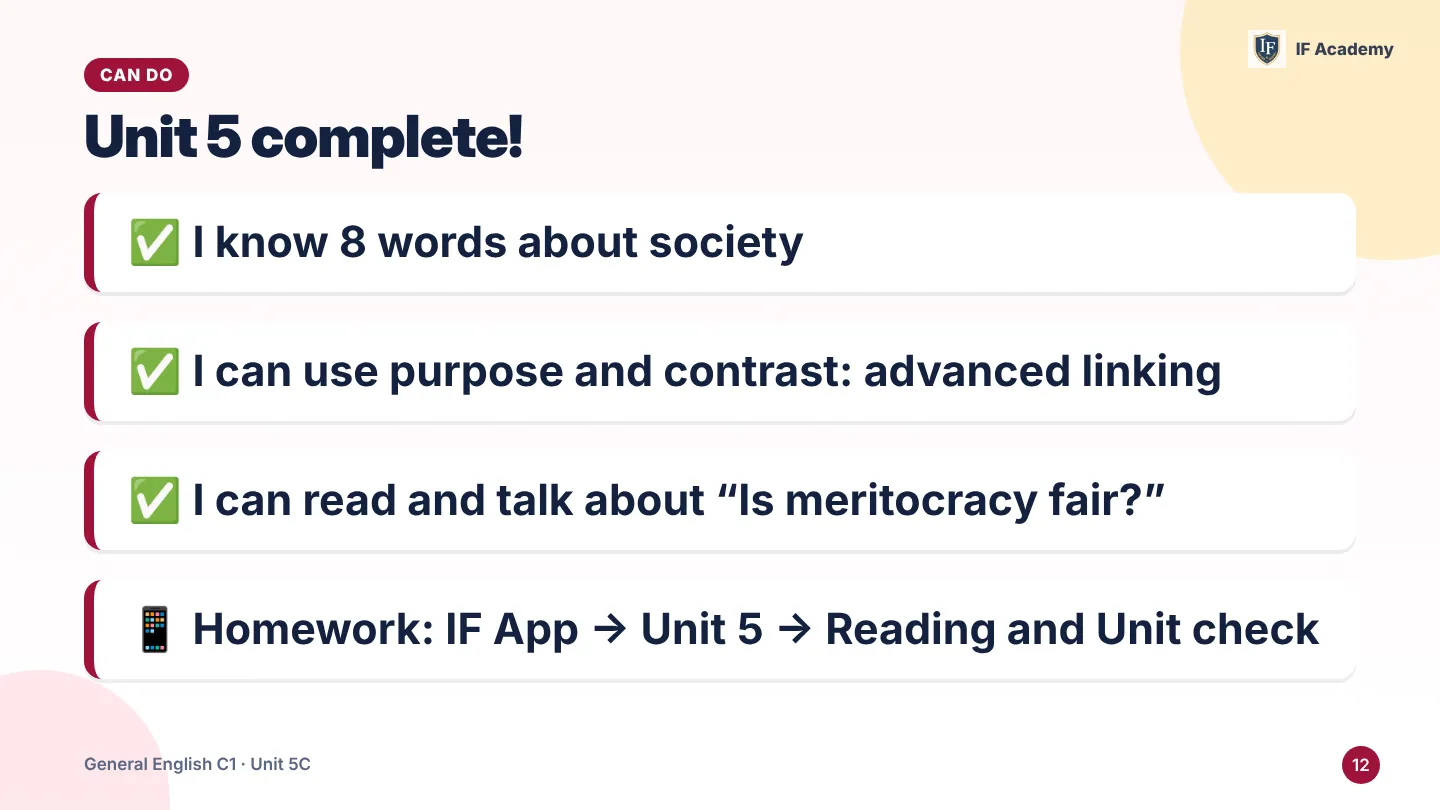 IF IF Academy
CAN DO
Unit 5 complete!
✅ I know 8 words about society
✅ I can use purpose and contrast: advanced linking
✅ I can read and talk about “Is meritocracy fair?”
📱 Homework: IF App → Unit 5 → Reading and Unit check
General English C1 · Unit 5C
12